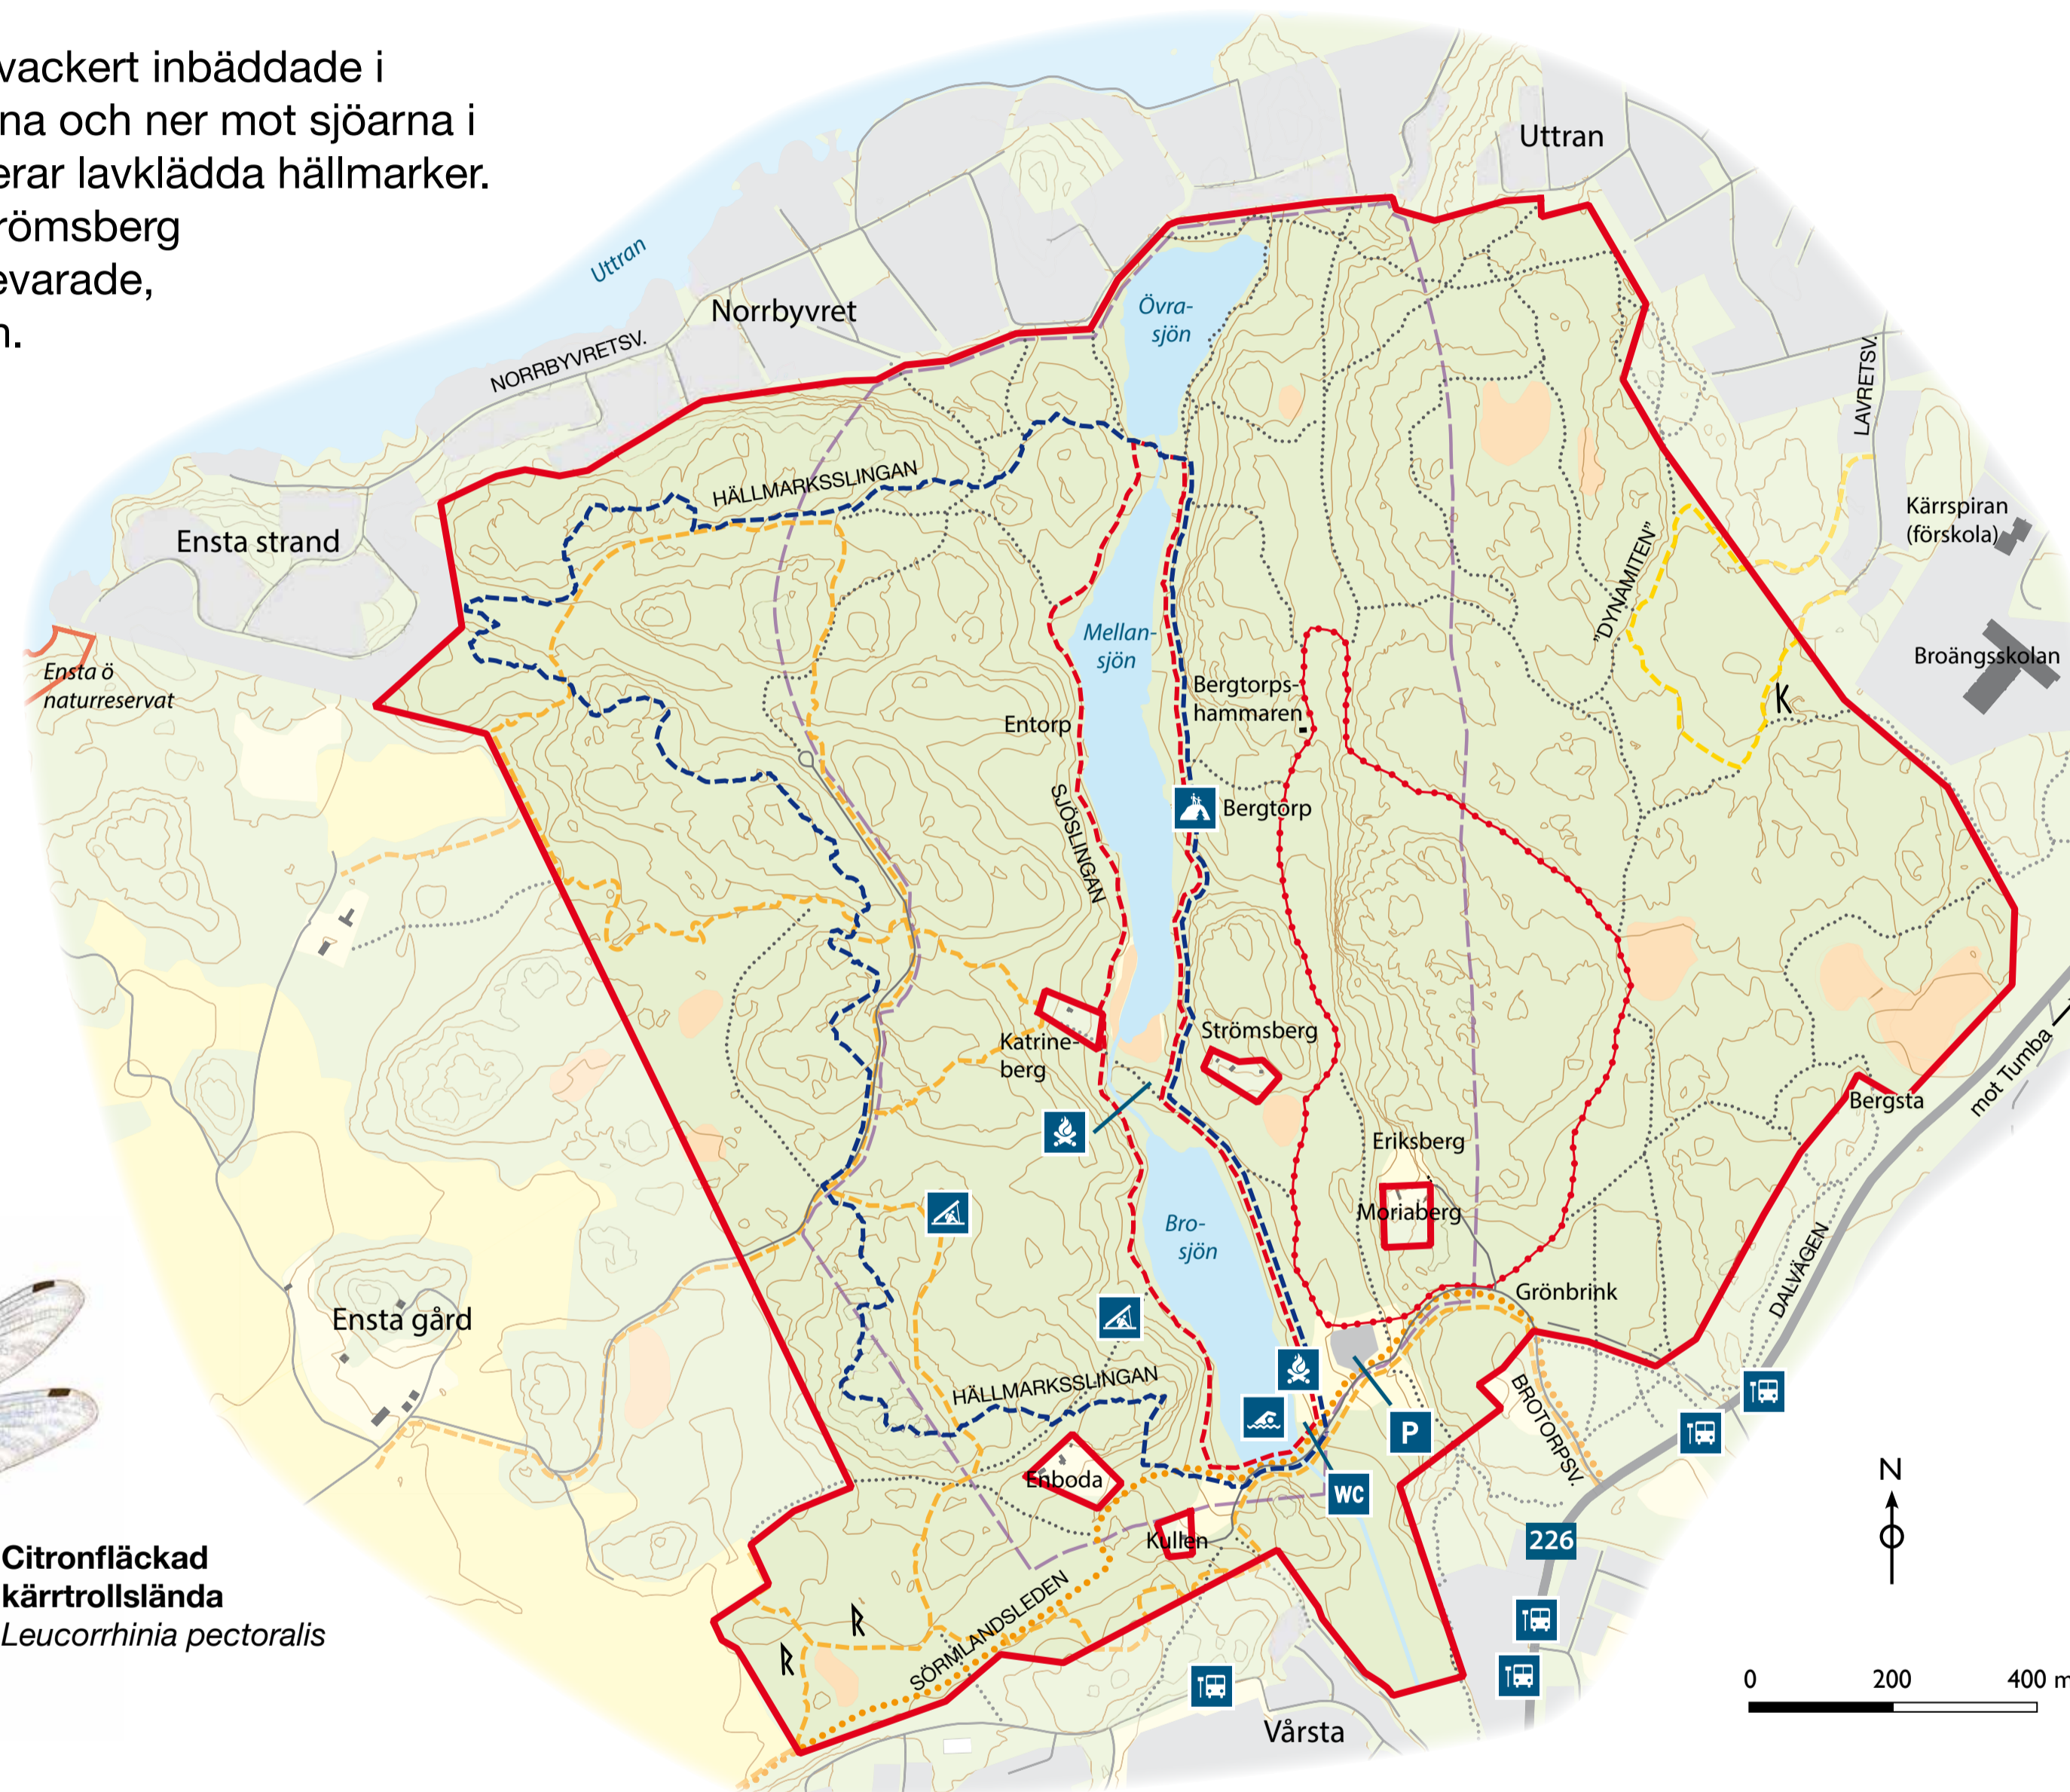 vackert inbäddade i
na och ner mot sjöarna i
erar lavklädda hällmarker.
römsberg
evarade,
n.
Uttran
Uttran
Norrbyvret
NORRBYVRETSV.
Övra-
sjön
LAVRETSV.
HÄLLMARKSSLINGAN
Ensta strand
Kärrspiran
(förskola)
"DYNAMITEN"
Mellan-
sjön
Broängsskolan
Ensta ö
naturreservat
Bergtorps-
hammaren
K
Entorp
SJÖSLINGAN
Bergtorp
Strömsberg
Katrine-
berg
mot Tumba
Bergsta
Eriksberg
Moriaberg
Bro-
sjön
DALVÄGEN
Grönbrink
Ensta gård
HÄLLMARKSSLINGAN
BROTORPSV.
P
Enboda
WC
N
Kullen
226
Citronfläckad
kärrtrollslända
Leucorrhinia pectoralis
SÖRMLANDSLEDEN
R
R
0 200 400 m
Vårsta